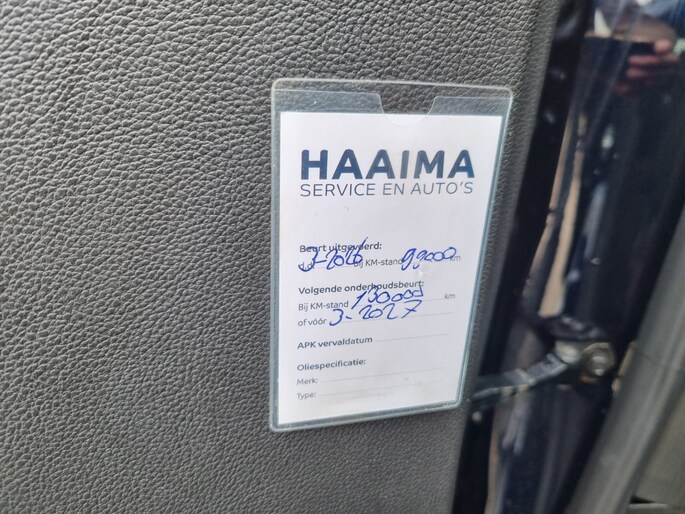 HAAIMA
SERVICE EN AUTO'S
Beurt uitgevoerd:
3-2026 Bij KM-stand 99000 km
Volgende onderhoudsbeurt:
Bij KM-stand 130000 km
of vóór 3-2027
APK vervaldatum
Oliespecificatie:
Merk:
Type: